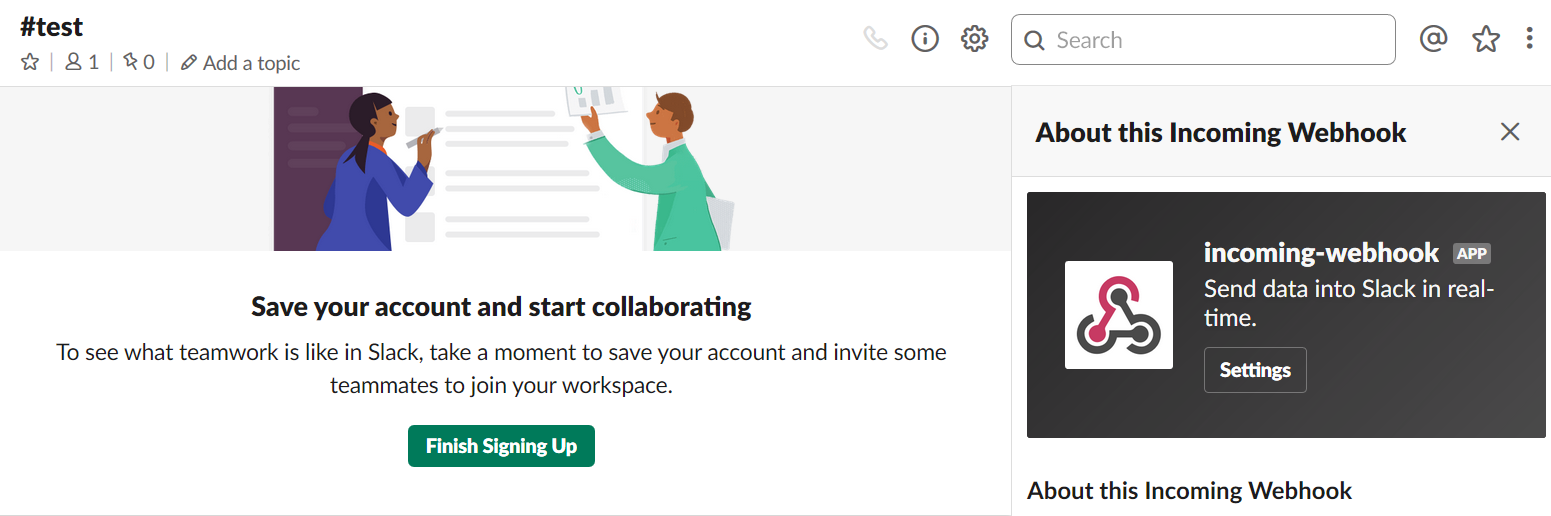 #test
1
0
Add a topic
Search
About this Incoming Webhook
Save your account and start collaborating
To see what teamwork is like in Slack, take a moment to save your account and invite some
teammates to join your workspace.
Finish Signing Up
incoming-webhook APP
Send data into Slack in real-
time.
Settings
About this Incoming Webhook